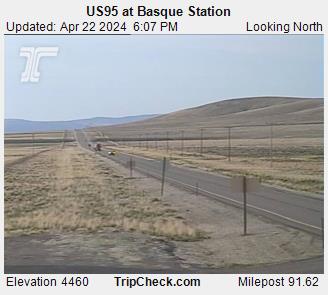 US95 at Basque Station
Updated: Apr 22 2024 6:07 PM Looking North
Elevation 4460 TripCheck.com Milepost 91.62